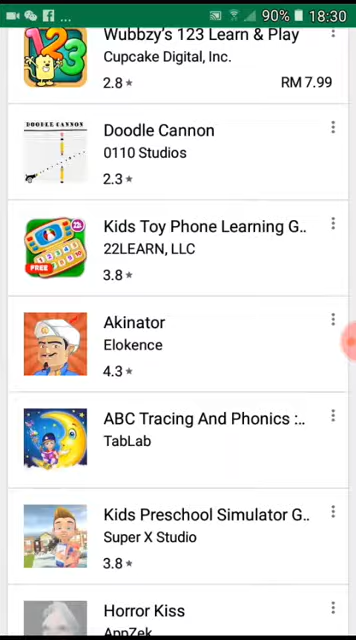 90% 18:30
123
Wubbzy's 123 Learn & Play
Cupcake Digital, Inc.
2.8★
RM 7.99
DOODLE CANNON
Doodle Cannon
0110 Studios
2.3★
FREE
Kids Toy Phone Learning G..
22LEARN, LLC
3.8★
Akinator
Elokence
4.3★
ABC Tracing And Phonics :..
TabLab
Kids Preschool Simulator G..
Super X Studio
3.8★
Horror Kiss
AppZek